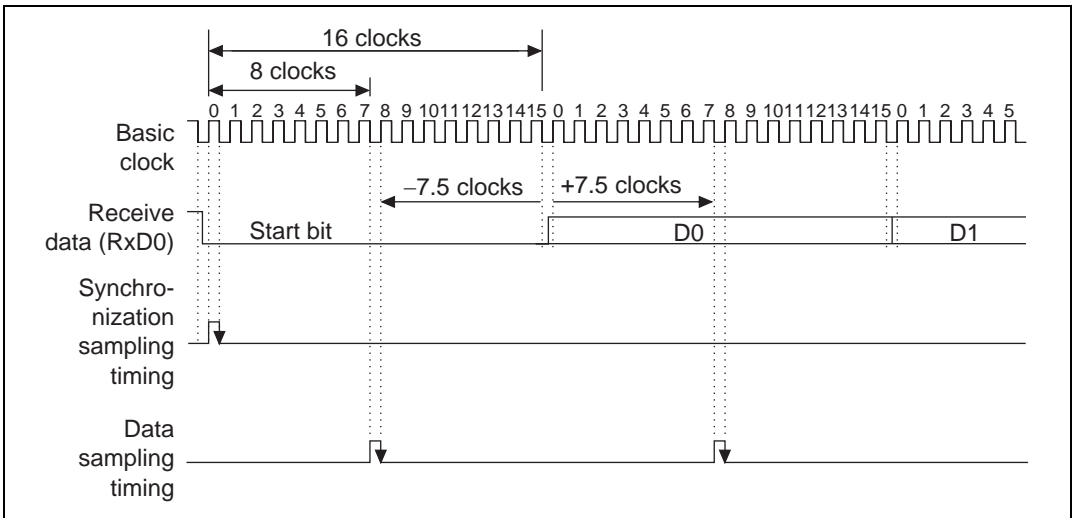 16 clocks
8 clocks
0 1 2 3 4 5 6 7 8 9 10 11 12 13 14 15 0 1 2 3 4 5 6 7 8 9 10 11 12 13 14 15 0 1 2 3 4 5
Basic
clock
–7.5 clocks +7.5 clocks
Receive
data (RxD0)
Start bit D0 D1
Synchro-
nization
sampling
timing
Data
sampling
timing